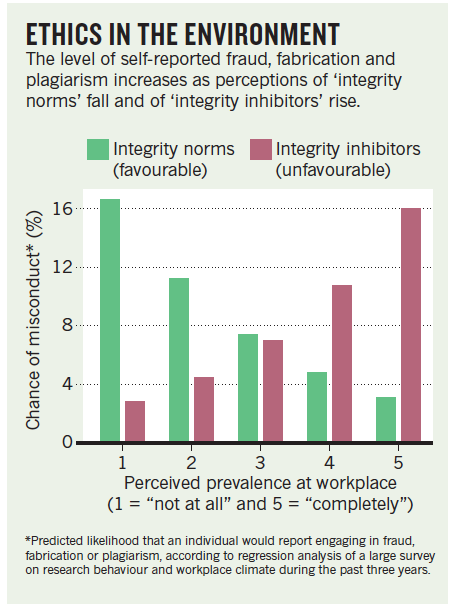 ETHICS IN THE ENVIRONMENT
The level of self-reported fraud, fabrication and
plagiarism increases as perceptions of ‘integrity
norms’ fall and of ‘integrity inhibitors’ rise.
Integrity norms
(favourable)
Integrity inhibitors
(unfavourable)
Chance of misconduct* (%)
16
12
8
4
0
1 2 3 4 5
Perceived prevalence at workplace
(1 = “not at all” and 5 = “completely”)
*Predicted likelihood that an individual would report engaging in fraud,
fabrication or plagiarism, according to regression analysis of a large survey
on research behaviour and workplace climate during the past three years.